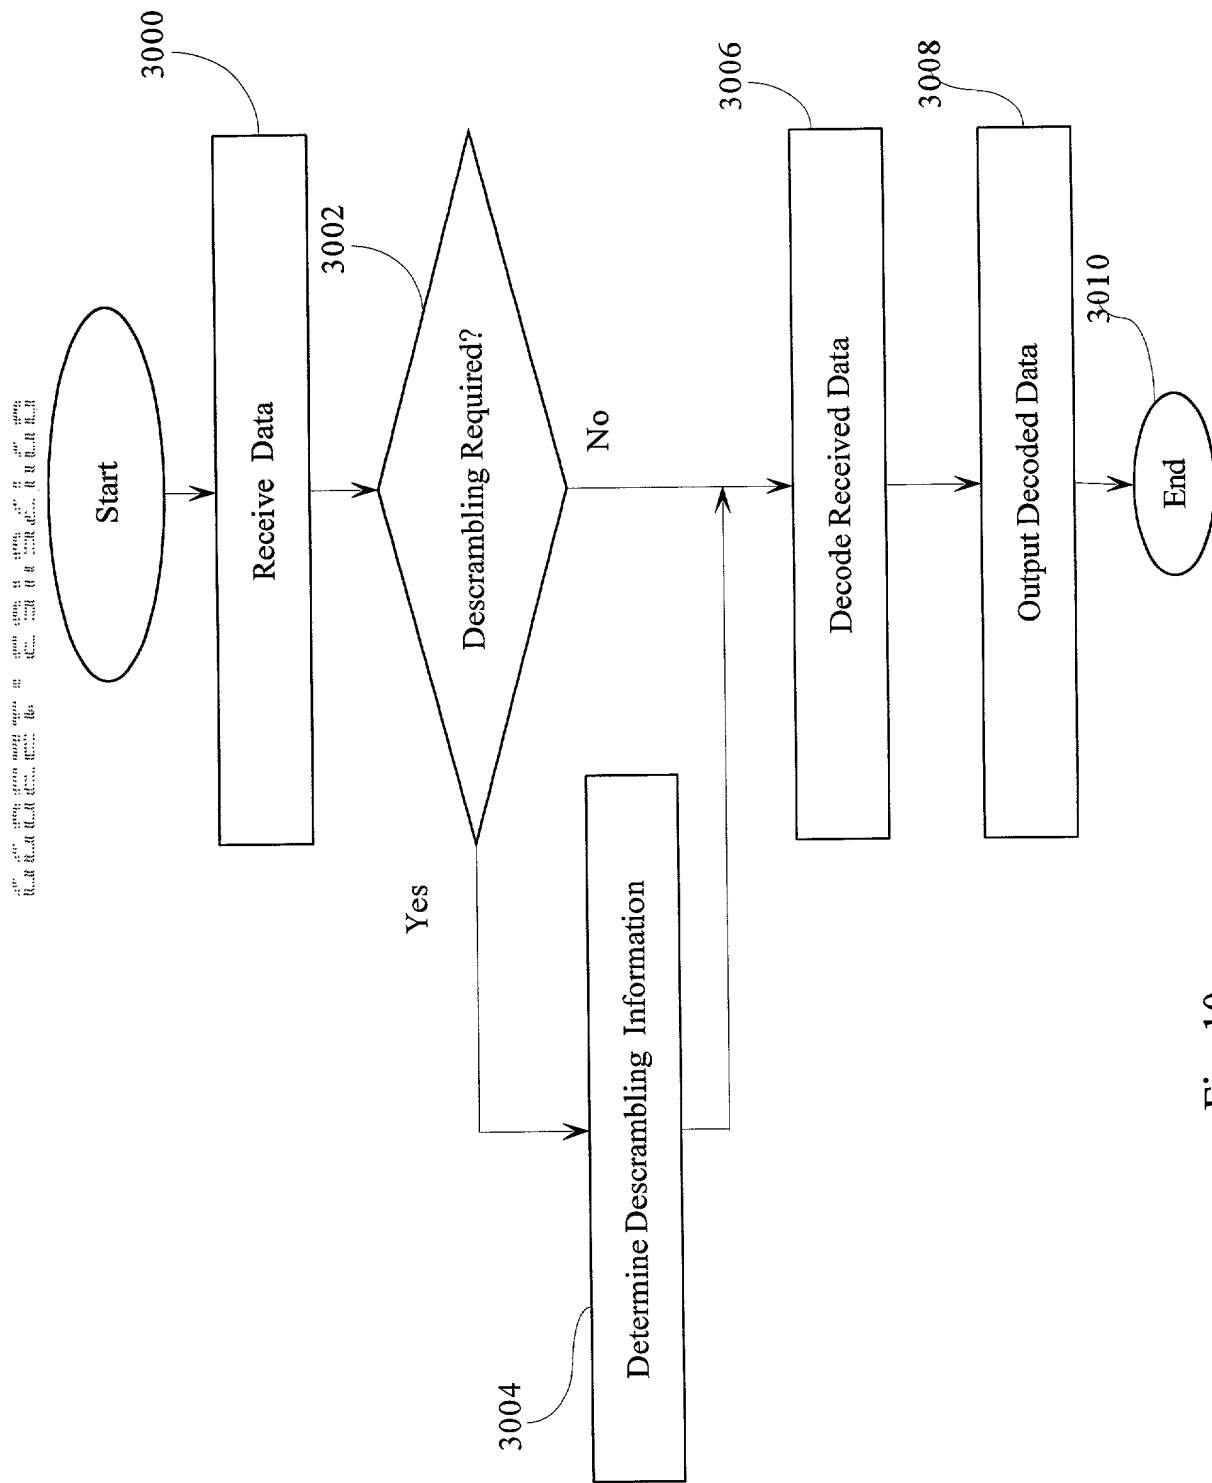 Start
3000
Receive Data
3002
Descrambling Required?
Yes
No
3004
Determine Descrambling Information
3006
Decode Received Data
3008
Output Decoded Data
3010
End